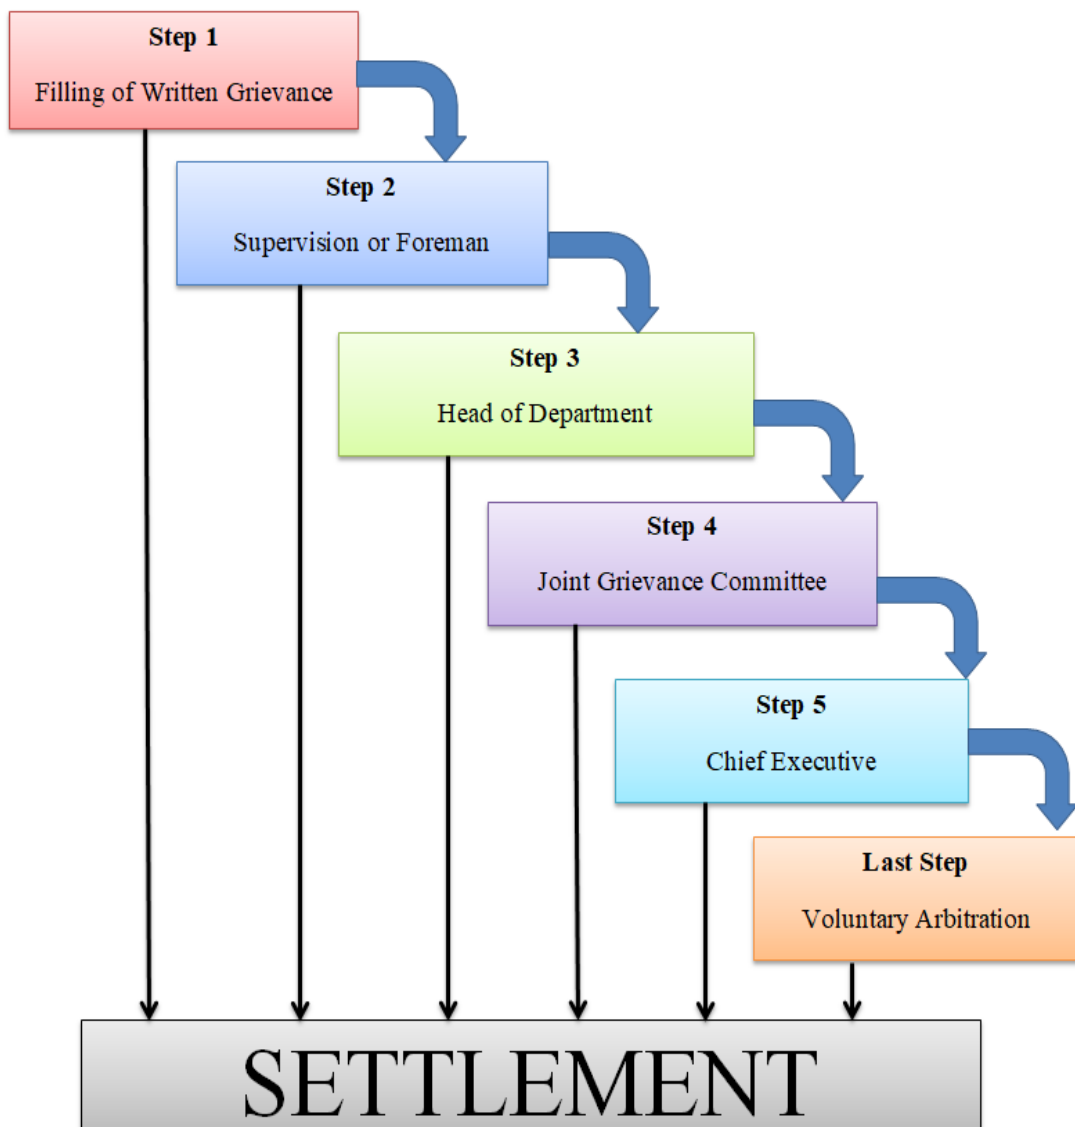 Step 1
Filling of Written Grievance
Step 2
Supervision or Foreman
Step 3
Head of Department
Step 4
Joint Grievance Committee
Step 5
Chief Executive
Last Step
Voluntary Arbitration
SETTLEMENT